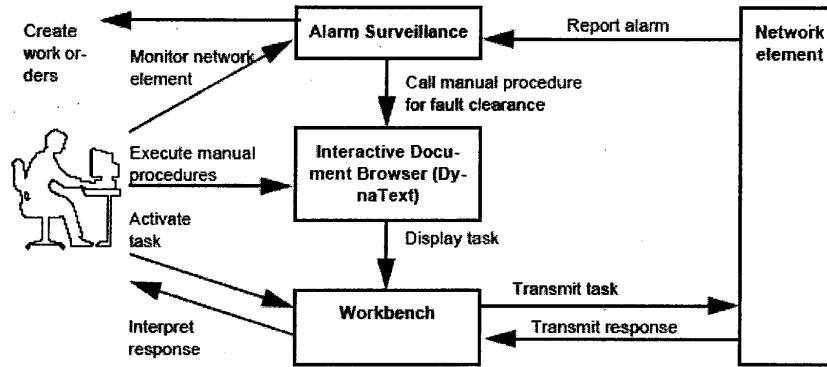 Create
work or-
ders
Alarm Surveillance
Report alarm
Network
element
Monitor network
element
Call manual procedure
for fault clearance
Execute manual
procedures
Interactive Docu-
ment Browser (Dy-
naText)
Activate
task
Display task
Workbench
Transmit task
Transmit response
Interpret
response